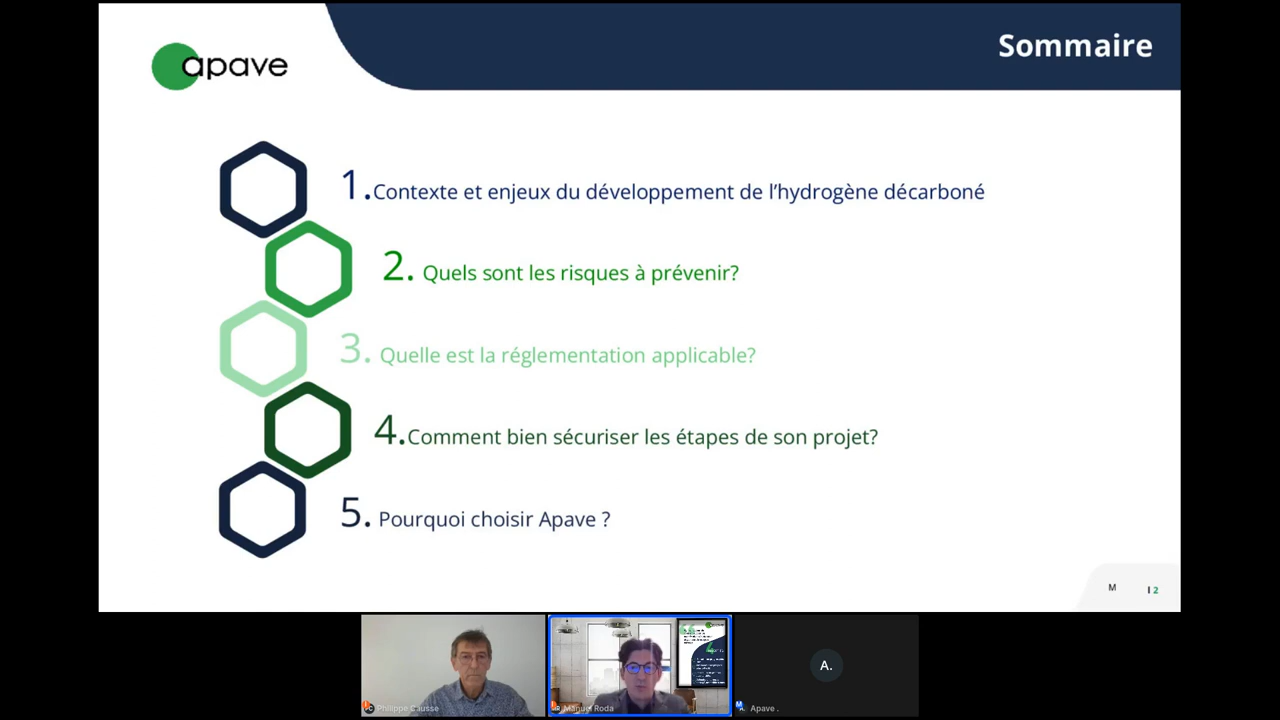 apave
Sommaire
1.Contexte et enjeux du développement de l’hydrogène décarboné
2. Quels sont les risques à prévenir?
3. Quelle est la réglementation applicable?
4.Comment bien sécuriser les étapes de son projet?
5. Pourquoi choisir Apave ?
M
I 2
A.
Philippe Causse
Manuel Roda
Apave .